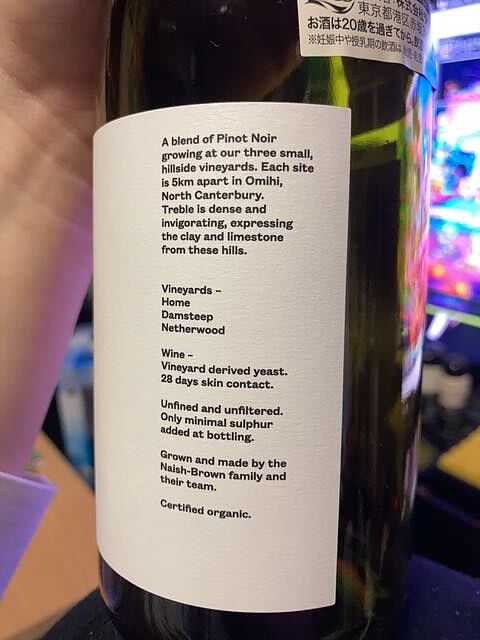 株式会社
東京都港区赤
お酒は20歳を過ぎてから。
※妊娠中や授乳期の飲酒は
A blend of Pinot Noir
growing at our three small,
hillside vineyards. Each site
is 5km apart in Omihi,
North Canterbury.
Treble is dense and
invigorating, expressing
the clay and limestone
from these hills.
Vineyards –
Home
Damsteep
Netherwood
Wine –
Vineyard derived yeast.
28 days skin contact.
Unfined and unfiltered.
Only minimal sulphur
added at bottling.
Grown and made by the
Naish-Brown family and
their team.
Certified organic.